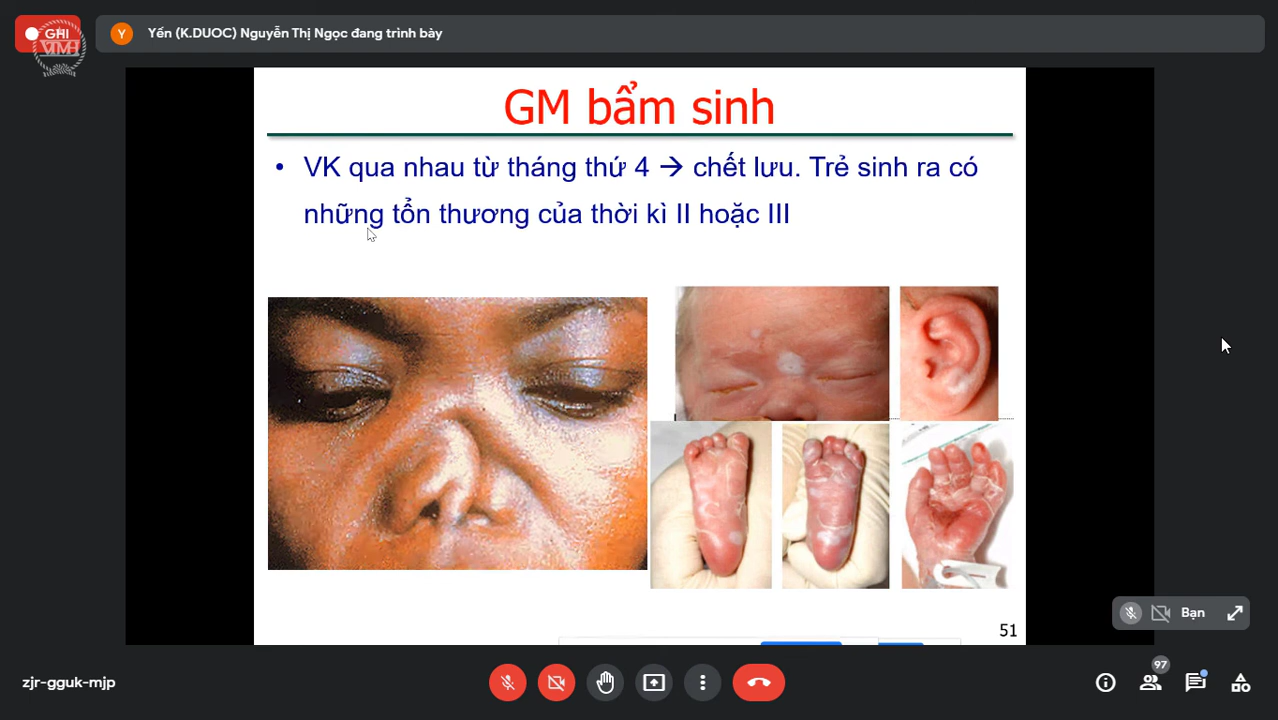 GHI
VTMH
Y
Yến (K.DUOC) Nguyễn Thị Ngọc đang trình bày
GM bẩm sinh
• VK qua nhau từ tháng thứ 4 → chết lưu. Trẻ sinh ra có
những tổn thương của thời kì II hoặc III
51
Bạn
zjr-gguk-mjp
97